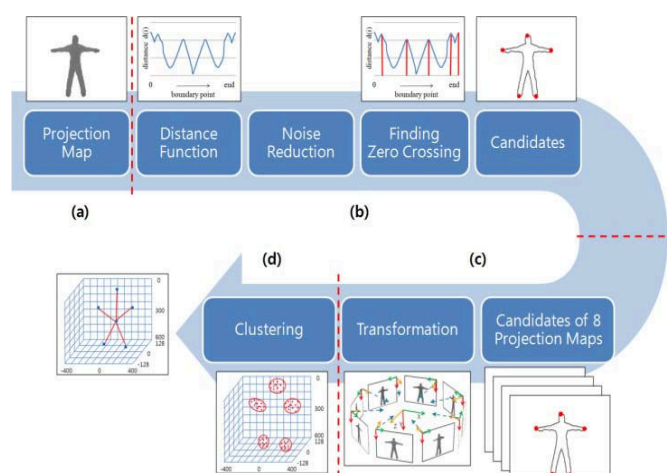 distance d(i)
0
end
boundary point
distance d(i)
0
end
boundary point
Projection
Map
Distance
Function
Noise
Reduction
Finding
Zero Crossing
Candidates
(a)
(b)
(d)
(c)
0
300
600
128
0
-128
-400
0
400
Clustering
Transformation
Candidates of 8
Projection Maps
0
300
600
128
0
-128
-400
0
400